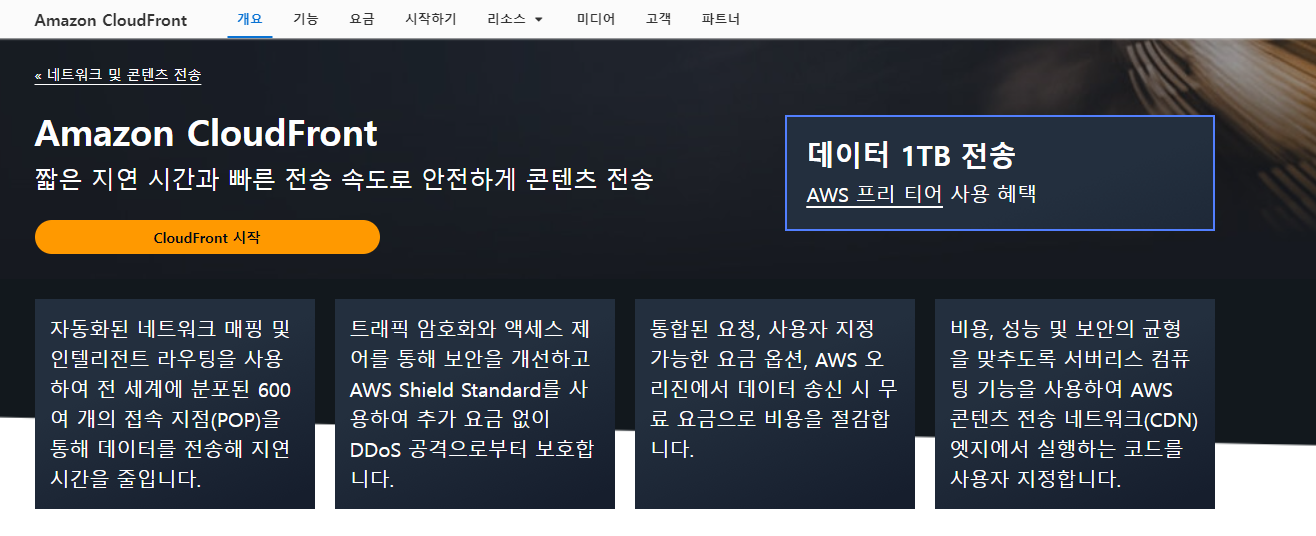 Amazon CloudFront
개요
기능
요금
시작하기
리소스
미디어
고객
파트너
« 네트워크 및 콘텐츠 전송
Amazon CloudFront
짧은 지연 시간과 빠른 전송 속도로 안전하게 콘텐츠 전송
CloudFront 시작
데이터 1TB 전송
AWS 프리 티어 사용 혜택
자동화된 네트워크 매핑 및
인텔리전트 라우팅을 사용
하여 전 세계에 분포된 600
여 개의 접속 지점(POP)을
통해 데이터를 전송해 지연
시간을 줄입니다.
트래픽 암호화와 액세스 제
어를 통해 보안을 개선하고
AWS Shield Standard를 사
용하여 추가 요금 없이
DDoS 공격으로부터 보호합
니다.
통합된 요청, 사용자 지정
가능한 요금 옵션, AWS 오
리진에서 데이터 송신 시 무
료 요금으로 비용을 절감합
니다.
비용, 성능 및 보안의 균형
을 맞추도록 서버리스 컴퓨
팅 기능을 사용하여 AWS
콘텐츠 전송 네트워크(CDN)
엣지에서 실행하는 코드를
사용자 지정합니다.